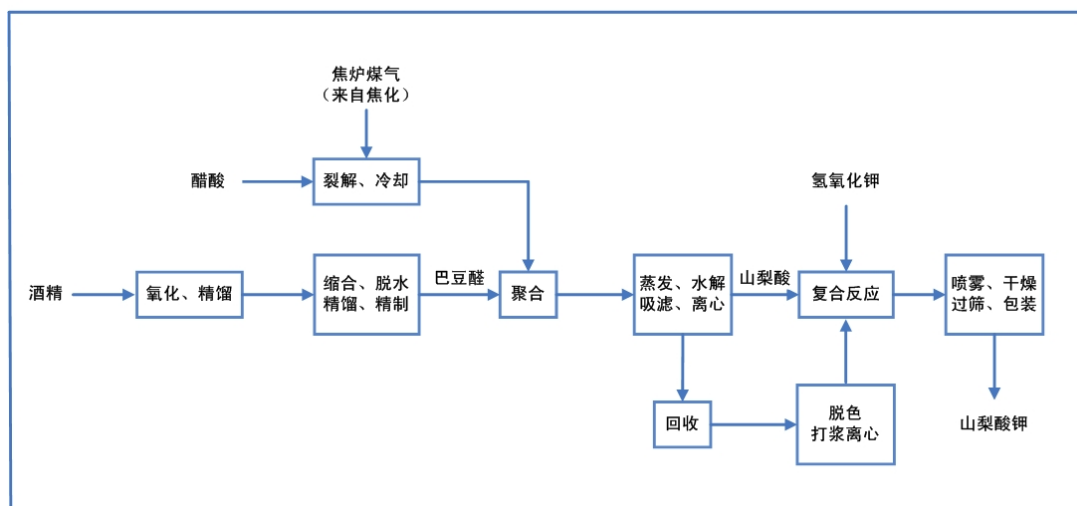 焦炉煤气
（来自焦化）
醋酸
裂解、冷却
氢氧化钾
酒精
氧化、精馏
缩合、脱水
精馏、精制
巴豆醛
聚合
蒸发、水解
吸滤、离心
山梨酸
复合反应
喷雾、干燥
过筛、包装
回收
脱色
打浆离心
山梨酸钾